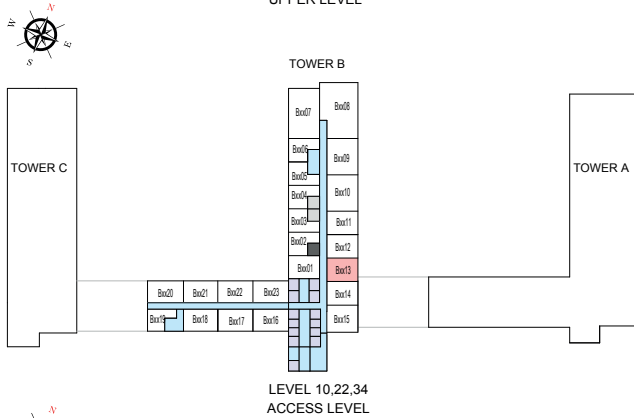 UPPER LEVEL
N
W
E
S
TOWER B
TOWER C
TOWER A
Bxx07
Bxx08
Bxx06
Bxx09
Bxx05
Bxx04
Bxx10
Bxx03
Bxx11
Bxx02
Bxx12
Bxx01
Bxx13
Bxx20
Bxx21
Bxx22
Bxx23
Bxx14
Bxx19
Bxx18
Bxx17
Bxx16
Bxx15
LEVEL 10,22,34
ACCESS LEVEL
N